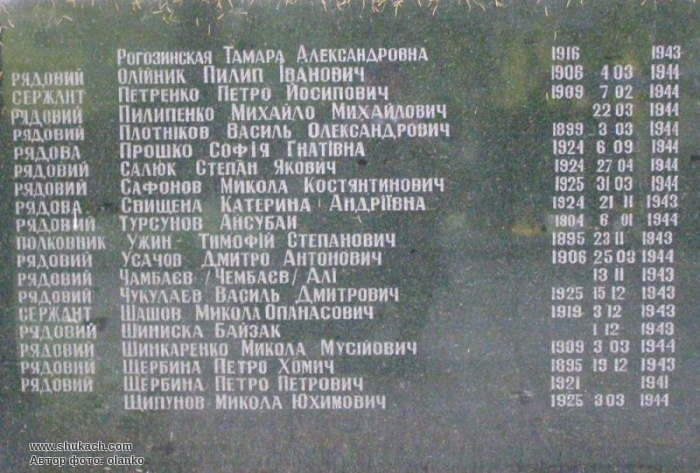 Рогозинская Тамара Александровна 1916 1943
рядовий Олійник Пилип Іванович 1906 4 03 1944
сержант Петренко Петро Йосипович 1909 7 02 1944
рядовий Пилипенко Михайло Михайлович 22 03 1944
рядовий Плотніков Василь Олександрович 1899 3 03 1944
рядова Прошко Софія Гнатівна 1924 6 09 1944
рядовий Салюк Степан Якович 1924 27 04 1944
рядовий Сафонов Микола Костянтинович 1925 31 03 1944
рядова Свищена Катерина Андріївна 1924 21 11 1943
рядовий Турсунов Айсубаи 1904 6 01 1944
полковник Ужин Тимофій Степанович 1895 23 11 1943
рядовий Усачов Дмитро Антонович 1906 25 09 1944
рядовий Чамбаєв /Чембаєв/ Алі 13 11 1943
рядовий Чукулаев Василь Дмитрович 1925 15 12 1943
сержант Шашов Микола Опанасович 1919 3 12 1943
рядовий Шиниска Байзак 1 12 1943
рядовий Шинкаренко Микола Мусійович 1909 3 03 1944
рядовий Щербина Петро Хомич 1895 19 12 1943
рядовий Щербина Петро Петрович 1921 1941
Щипунов Микола Юхимович 1925 3 03 1944
www.shukach.com
Автор фото: olanko